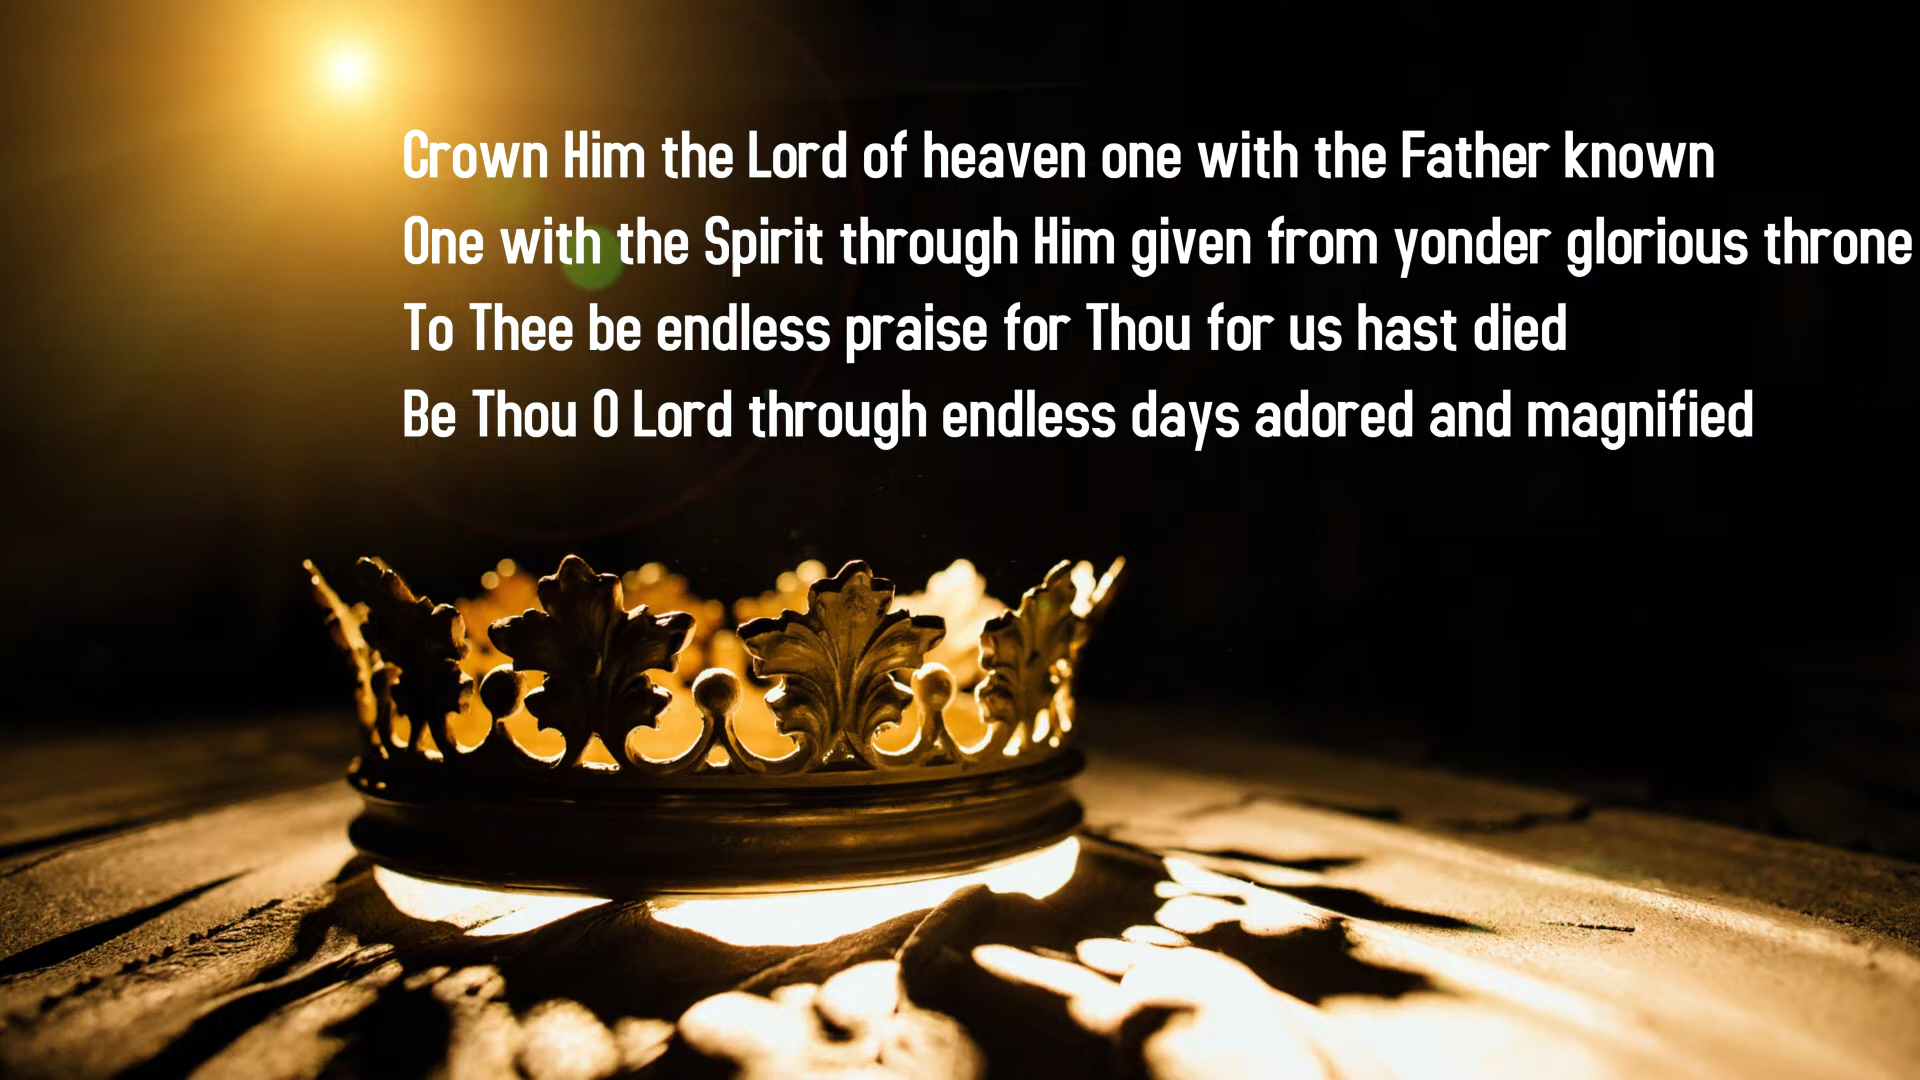 Crown Him the Lord of heaven one with the Father known
One with the Spirit through Him given from yonder glorious throne
To Thee be endless praise for Thou for us hast died
Be Thou O Lord through endless days adored and magnified